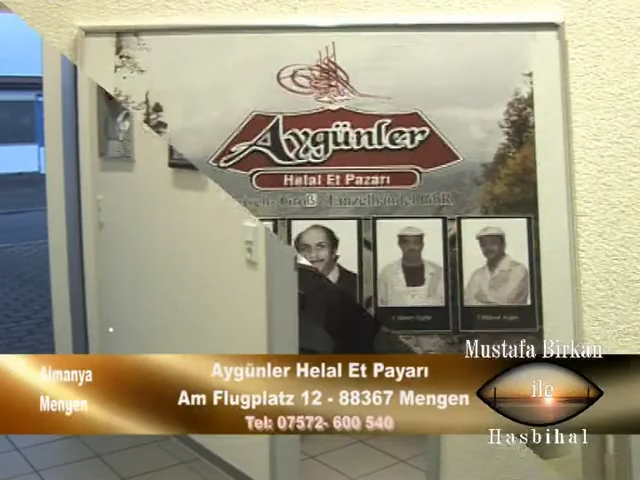 Aygünler
Helal Et Pazarı
Almanya
Mengen
Aygünler Helal Et Payarı
Am Flugplatz 12 - 88367 Mengen
Tel: 07572- 600 540
Mustafa Birkan
ile
Hasbihal